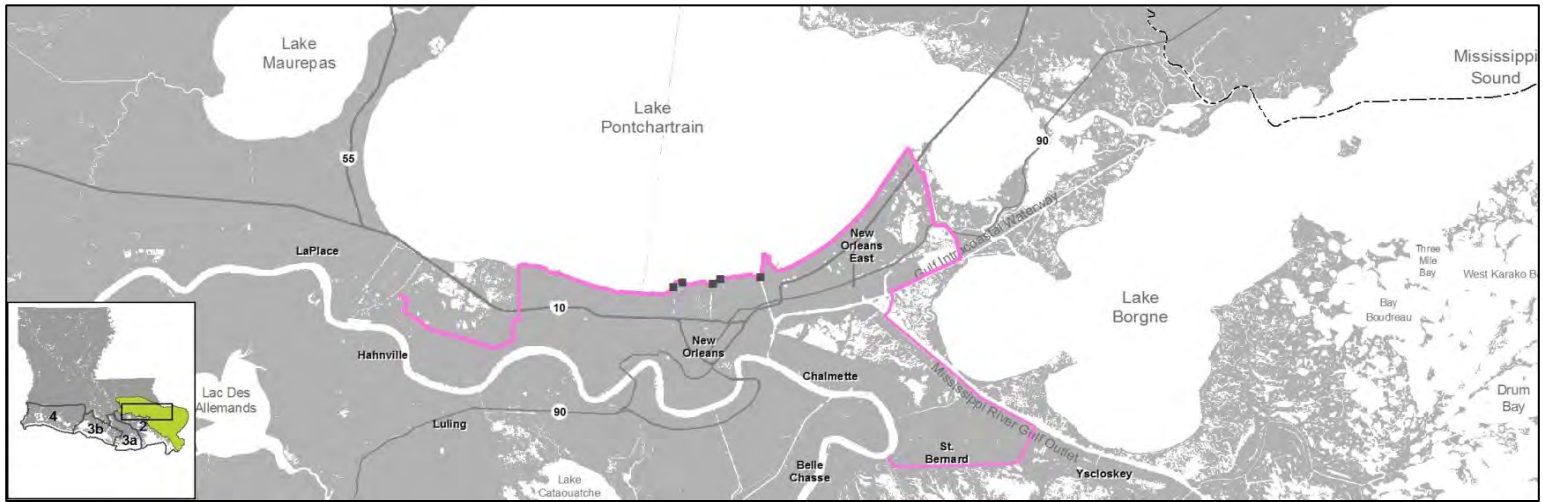 Lake
Maurepas
Lake
Pontchartrain
Mississippi
Sound
55
90
LaPlace
New
Orleans
East
Gulf Intracoastal Waterway
Three
Mile
Bay
West Karako Ba
Lake
Borgne
Bay
Boudreau
10
New
Orleans
Hahnville
Chalmette
Mississippi River Gulf Outlet
Lac Des
Allemands
90
Luling
Drum
Bay
Belle
Chasse
St.
Bernard
Yscloskey
Lake
Cataouatche
4
3b
3a
2